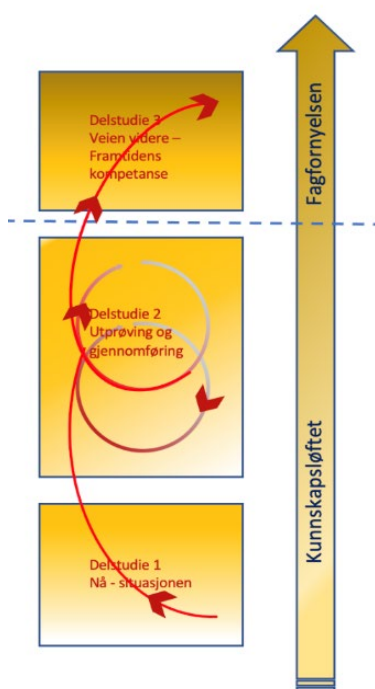 Delstudie 3
Veien videre –
Framtidens
kompetanse
Delstudie 2
Utprøving og
gjennomføring
Delstudie 1
Nå - situasjonen
Fagfornyelsen
Kunnskapsløftet